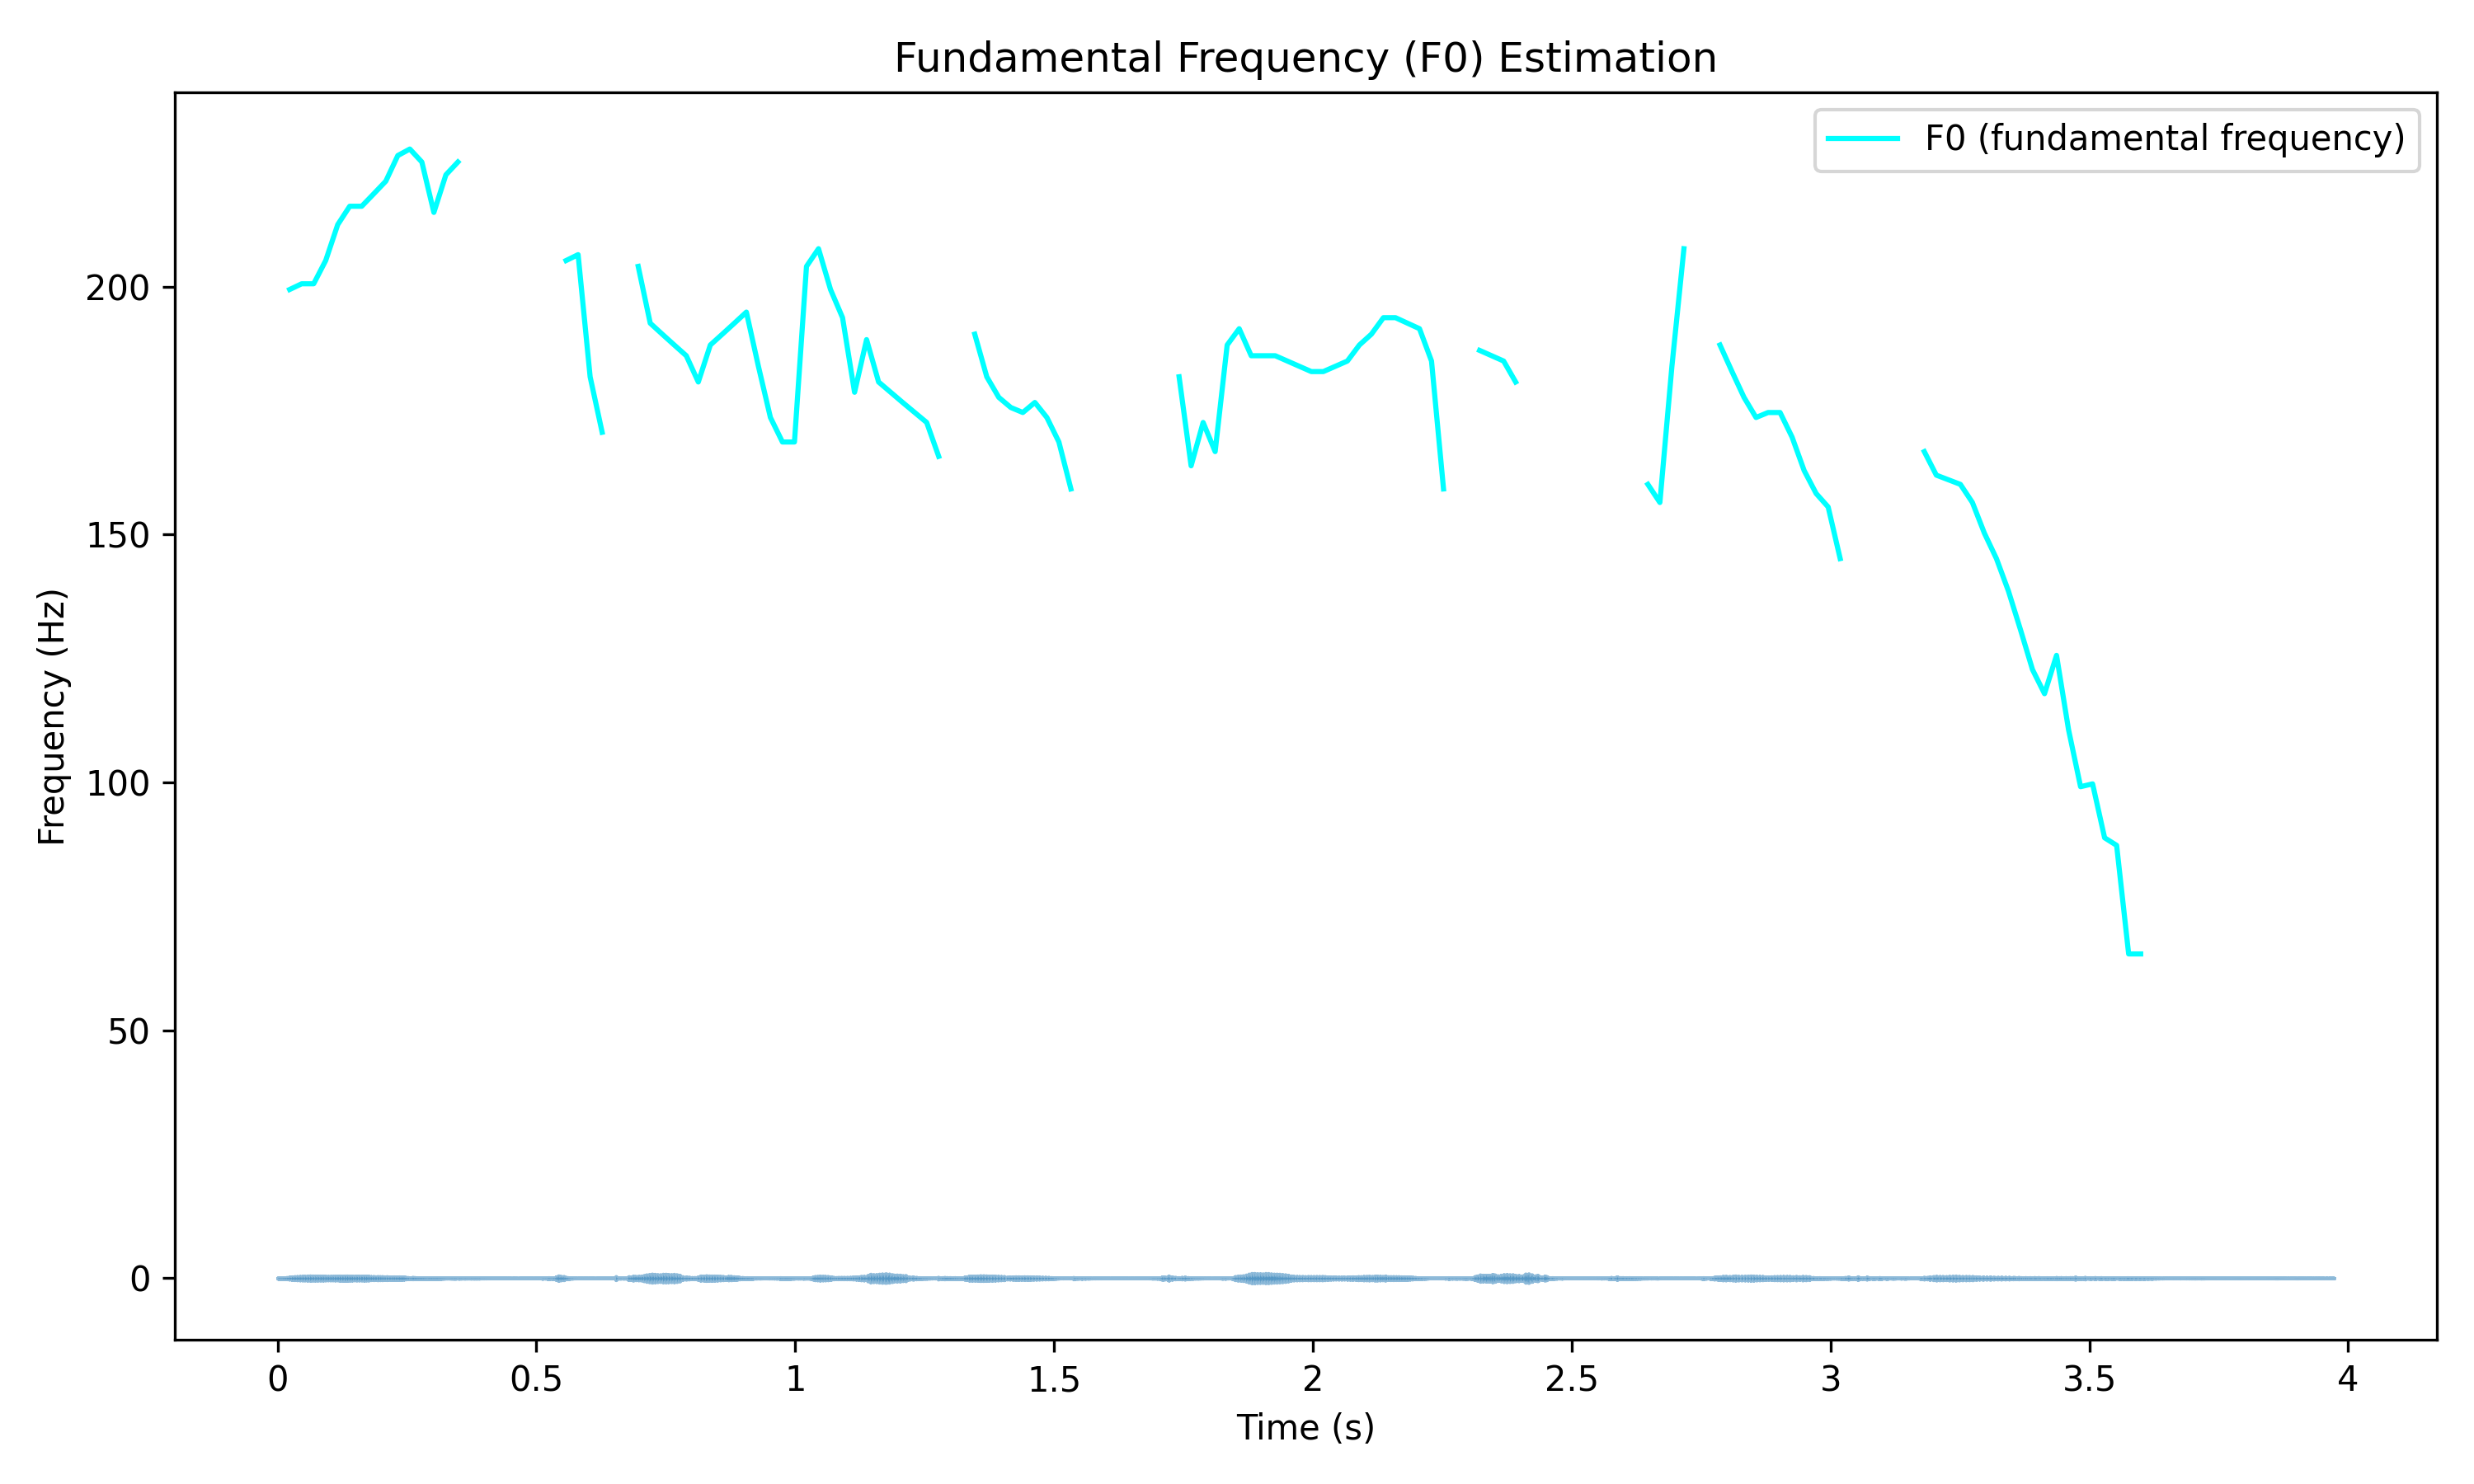 Fundamental Frequency (F0) Estimation
F0 (fundamental frequency)
Frequency (Hz)
200
150
100
50
0
0 0.5 1 1.5 2 2.5 3 3.5 4
Time (s)